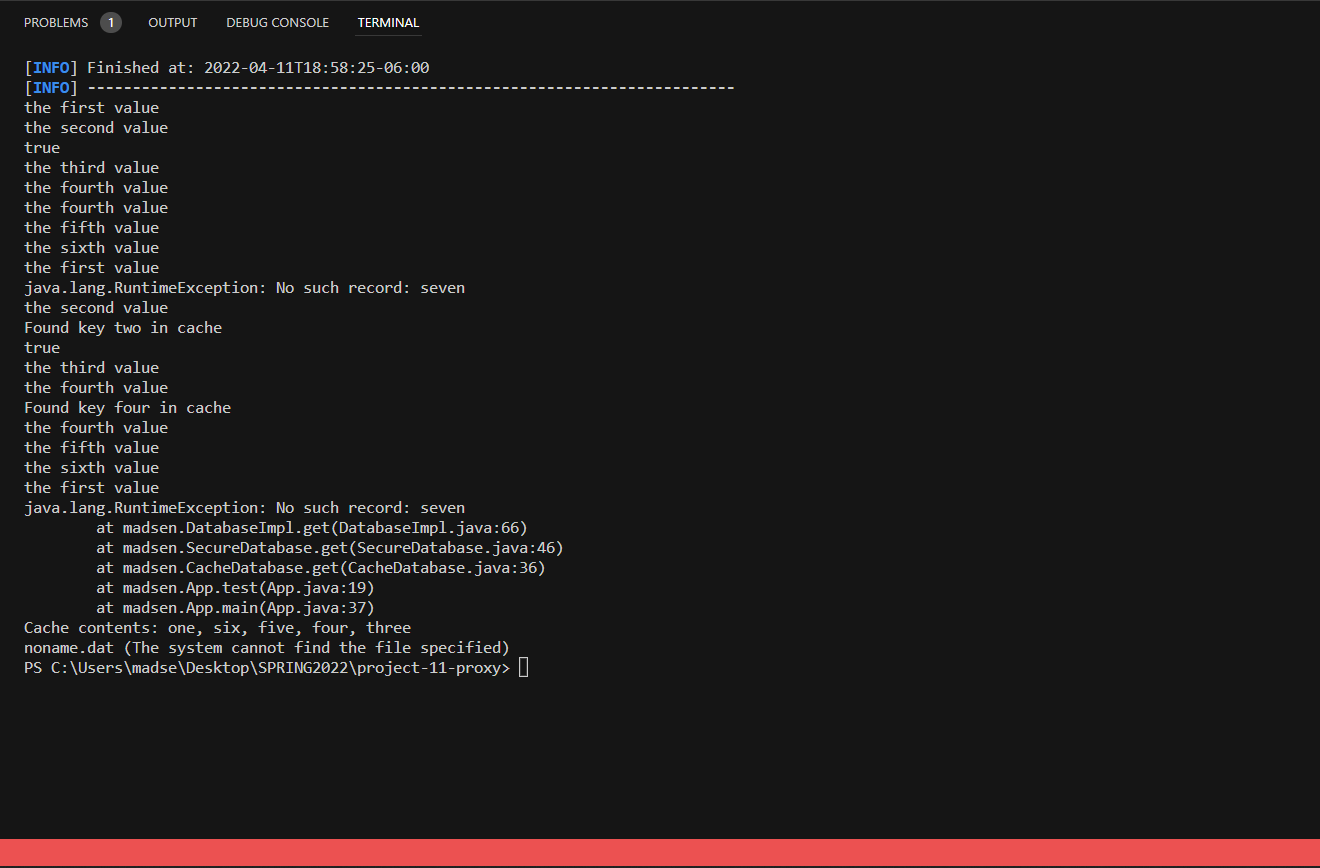 PROBLEMS 1 OUTPUT DEBUG CONSOLE TERMINAL
[INFO] Finished at: 2022-04-11T18:58:25-06:00
[INFO] ------------------------------------------------------------------------
the first value
the second value
true
the third value
the fourth value
the fourth value
the fifth value
the sixth value
the first value
java.lang.RuntimeException: No such record: seven
the second value
Found key two in cache
true
the third value
the fourth value
Found key four in cache
the fourth value
the fifth value
the sixth value
the first value
java.lang.RuntimeException: No such record: seven
        at madsen.DatabaseImpl.get(DatabaseImpl.java:66)
        at madsen.SecureDatabase.get(SecureDatabase.java:46)
        at madsen.CacheDatabase.get(CacheDatabase.java:36)
        at madsen.App.test(App.java:19)
        at madsen.App.main(App.java:37)
Cache contents: one, six, five, four, three
noname.dat (The system cannot find the file specified)
PS C:\Users\madse\Desktop\SPRING2022\project-11-proxy>